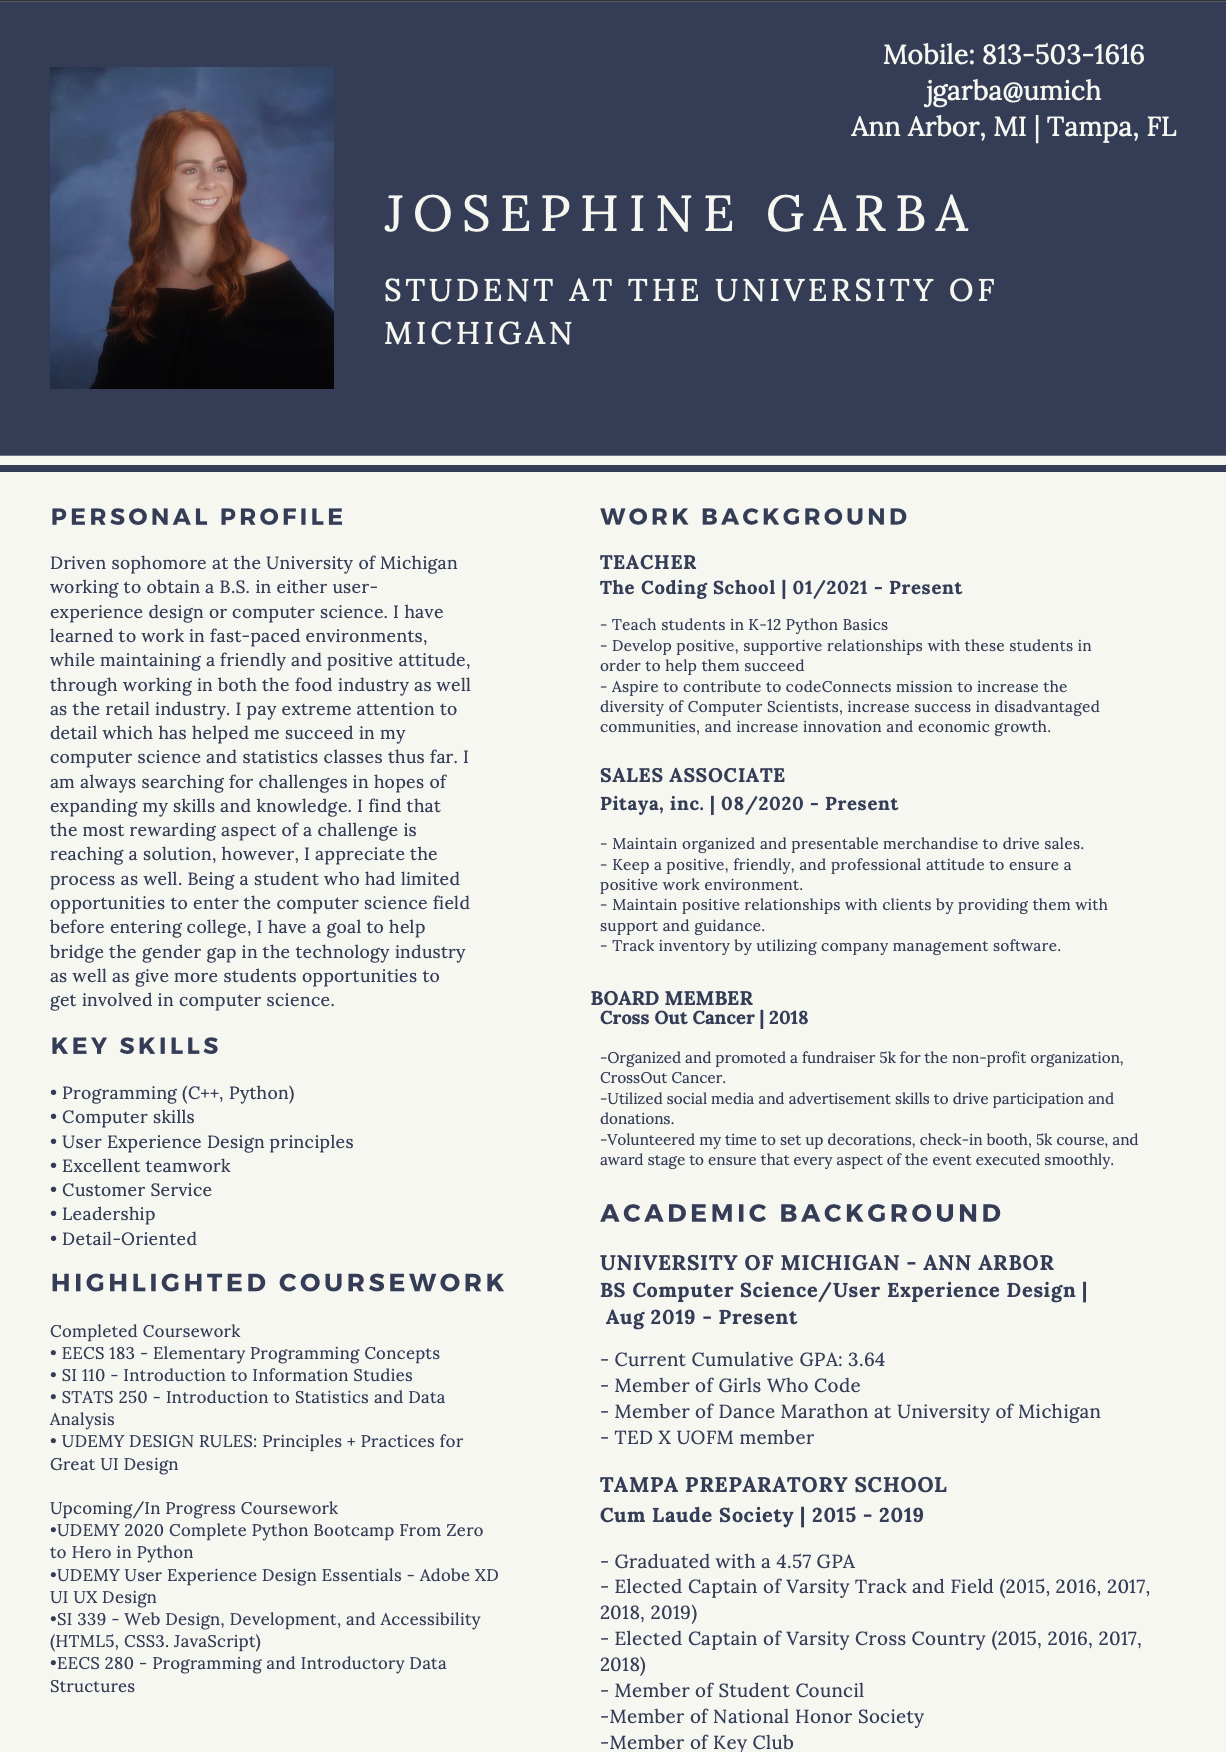 Mobile: 813-503-1616
jgarba@umich
Ann Arbor, MI | Tampa, FL
JOSEPHINE GARBA
STUDENT AT THE UNIVERSITY OF
MICHIGAN
PERSONAL PROFILE
Driven sophomore at the University of Michigan
working to obtain a B.S. in either user-
experience design or computer science. I have
learned to work in fast-paced environments,
while maintaining a friendly and positive attitude,
through working in both the food industry as well
as the retail industry. I pay extreme attention to
detail which has helped me succeed in my
computer science and statistics classes thus far. I
am always searching for challenges in hopes of
expanding my skills and knowledge. I find that
the most rewarding aspect of a challenge is
reaching a solution, however, I appreciate the
process as well. Being a student who had limited
opportunities to enter the computer science field
before entering college, I have a goal to help
bridge the gender gap in the technology industry
as well as give more students opportunities to
get involved in computer science.
KEY SKILLS
• Programming (C++, Python)
• Computer skills
• User Experience Design principles
• Excellent teamwork
• Customer Service
• Leadership
• Detail-Oriented
HIGHLIGHTED COURSEWORK
Completed Coursework
• EECS 183 - Elementary Programming Concepts
• SI 110 - Introduction to Information Studies
• STATS 250 - Introduction to Statistics and Data
Analysis
• UDEMY DESIGN RULES: Principles + Practices for
Great UI Design
Upcoming/In Progress Coursework
•UDEMY 2020 Complete Python Bootcamp From Zero
to Hero in Python
•UDEMY User Experience Design Essentials - Adobe XD
UI UX Design
•SI 339 - Web Design, Development, and Accessibility
(HTML5, CSS3. JavaScript)
•EECS 280 - Programming and Introductory Data
Structures
WORK BACKGROUND
TEACHER
The Coding School | 01/2021 - Present
- Teach students in K-12 Python Basics
- Develop positive, supportive relationships with these students in
order to help them succeed
- Aspire to contribute to codeConnects mission to increase the
diversity of Computer Scientists, increase success in disadvantaged
communities, and increase innovation and economic growth.
SALES ASSOCIATE
Pitaya, inc. | 08/2020 - Present
- Maintain organized and presentable merchandise to drive sales.
- Keep a positive, friendly, and professional attitude to ensure a
positive work environment.
- Maintain positive relationships with clients by providing them with
support and guidance.
- Track inventory by utilizing company management software.
BOARD MEMBER
Cross Out Cancer | 2018
-Organized and promoted a fundraiser 5k for the non-profit organization,
CrossOut Cancer.
-Utilized social media and advertisement skills to drive participation and
donations.
-Volunteered my time to set up decorations, check-in booth, 5k course, and
award stage to ensure that every aspect of the event executed smoothly.
ACADEMIC BACKGROUND
UNIVERSITY OF MICHIGAN - ANN ARBOR
BS Computer Science/User Experience Design |
Aug 2019 - Present
- Current Cumulative GPA: 3.64
- Member of Girls Who Code
- Member of Dance Marathon at University of Michigan
- TED X UOFM member
TAMPA PREPARATORY SCHOOL
Cum Laude Society | 2015 - 2019
- Graduated with a 4.57 GPA
- Elected Captain of Varsity Track and Field (2015, 2016, 2017,
2018, 2019)
- Elected Captain of Varsity Cross Country (2015, 2016, 2017,
2018)
- Member of Student Council
-Member of National Honor Society
-Member of Key Club